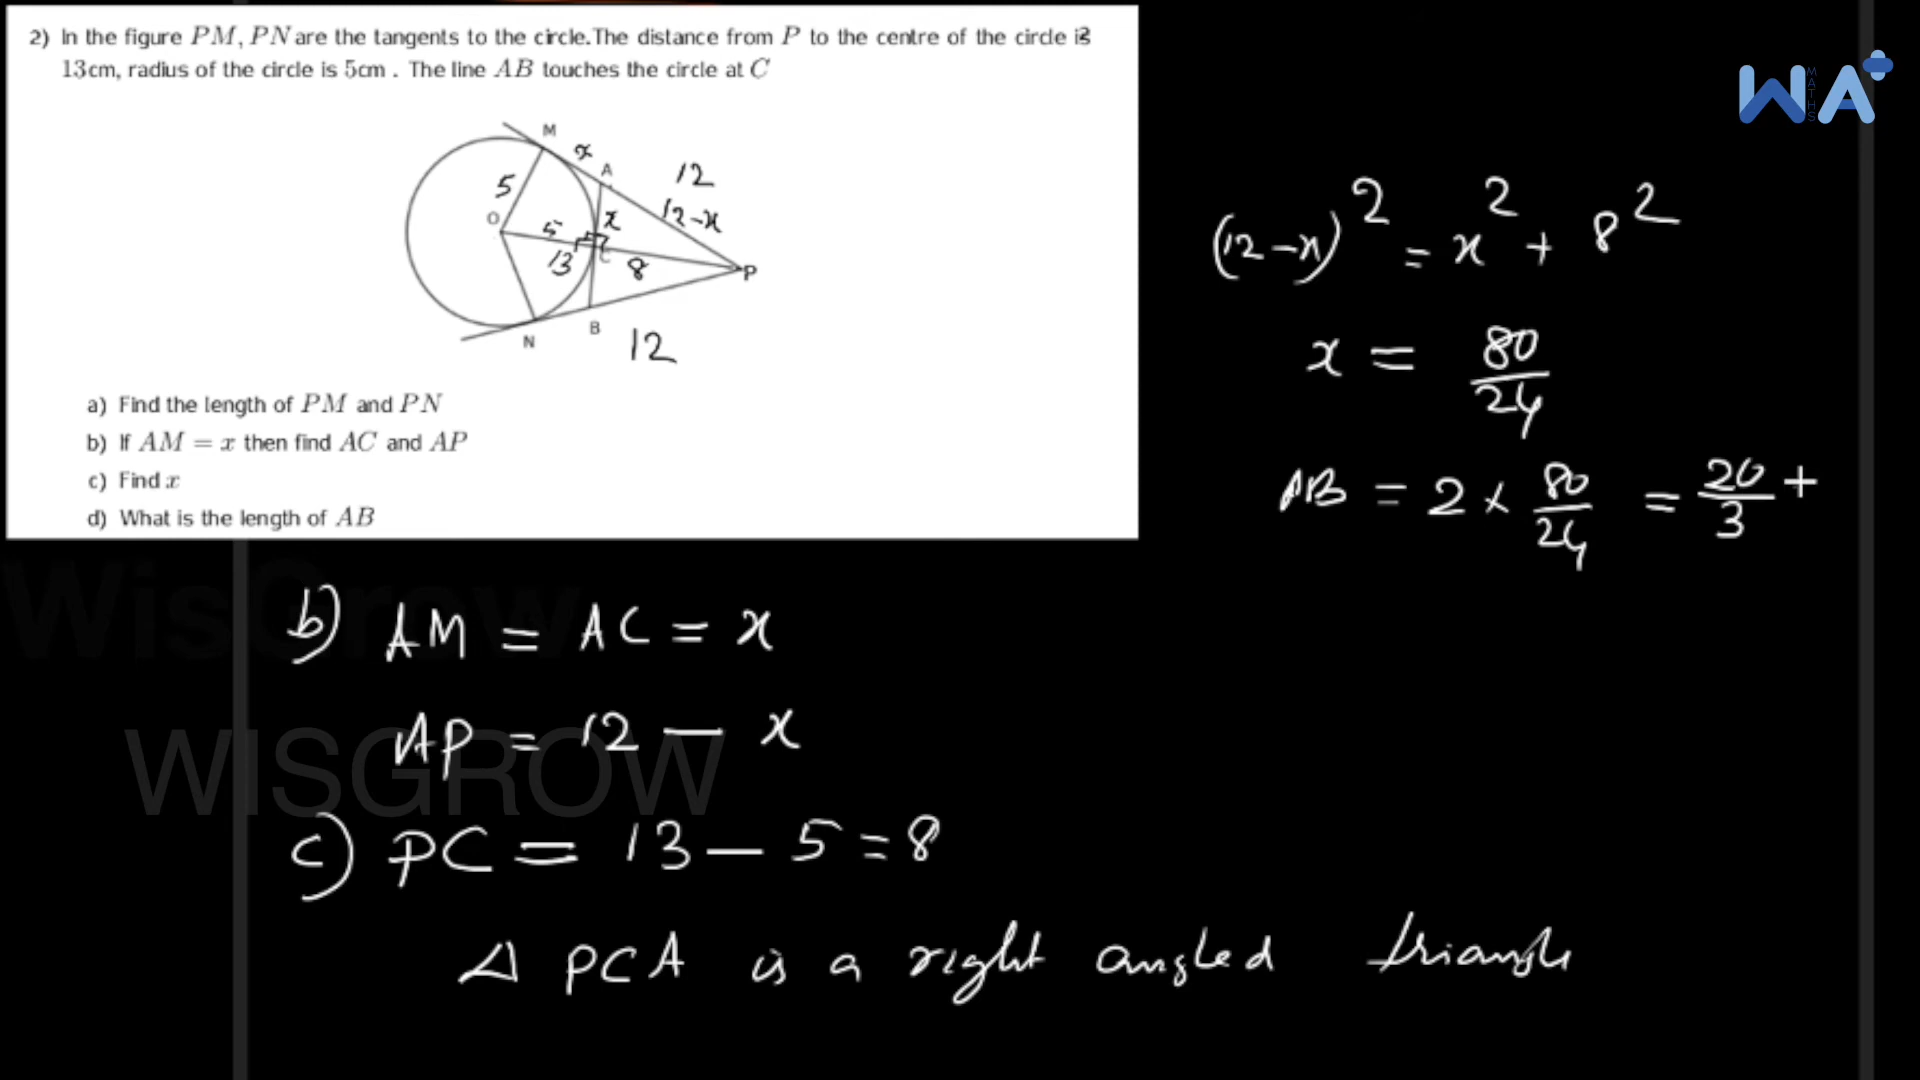 2) In the figure PM, PN are the tangents to the circle. The distance from P to the centre of the circle is
13cm, radius of the circle is 5cm . The line AB touches the circle at C
M
x
A
12
5
12-x
O
5
x
13
C
8
P
B
N
12
a) Find the length of PM and PN
b) If AM = x then find AC and AP
c) Find x
d) What is the length of AB
WA+
MATHS
(12-x)² = x² + 8²
x = 80/24
AB = 2 × 80/24 = 20/3 +
b) AM = AC = x
AP = 12 – x
WisGrow
WISGROW
c) PC = 13 – 5 = 8
Δ PCA is a right angled triangle